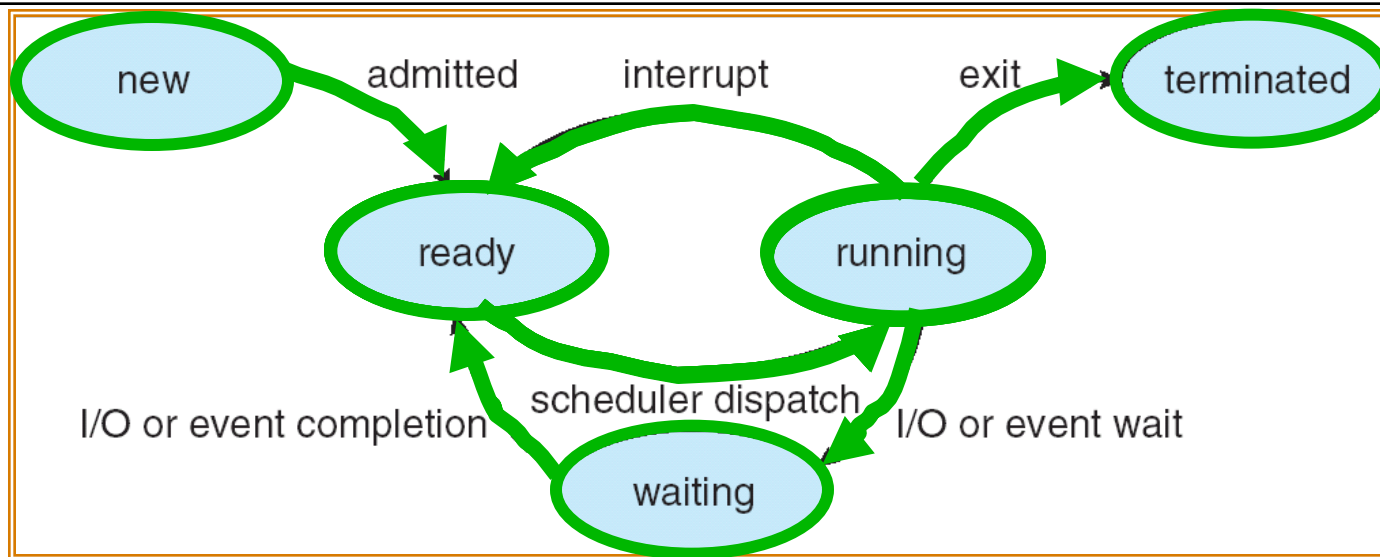 new
admitted
interrupt
exit
terminated
ready
running
scheduler dispatch
I/O or event completion
I/O or event wait
waiting